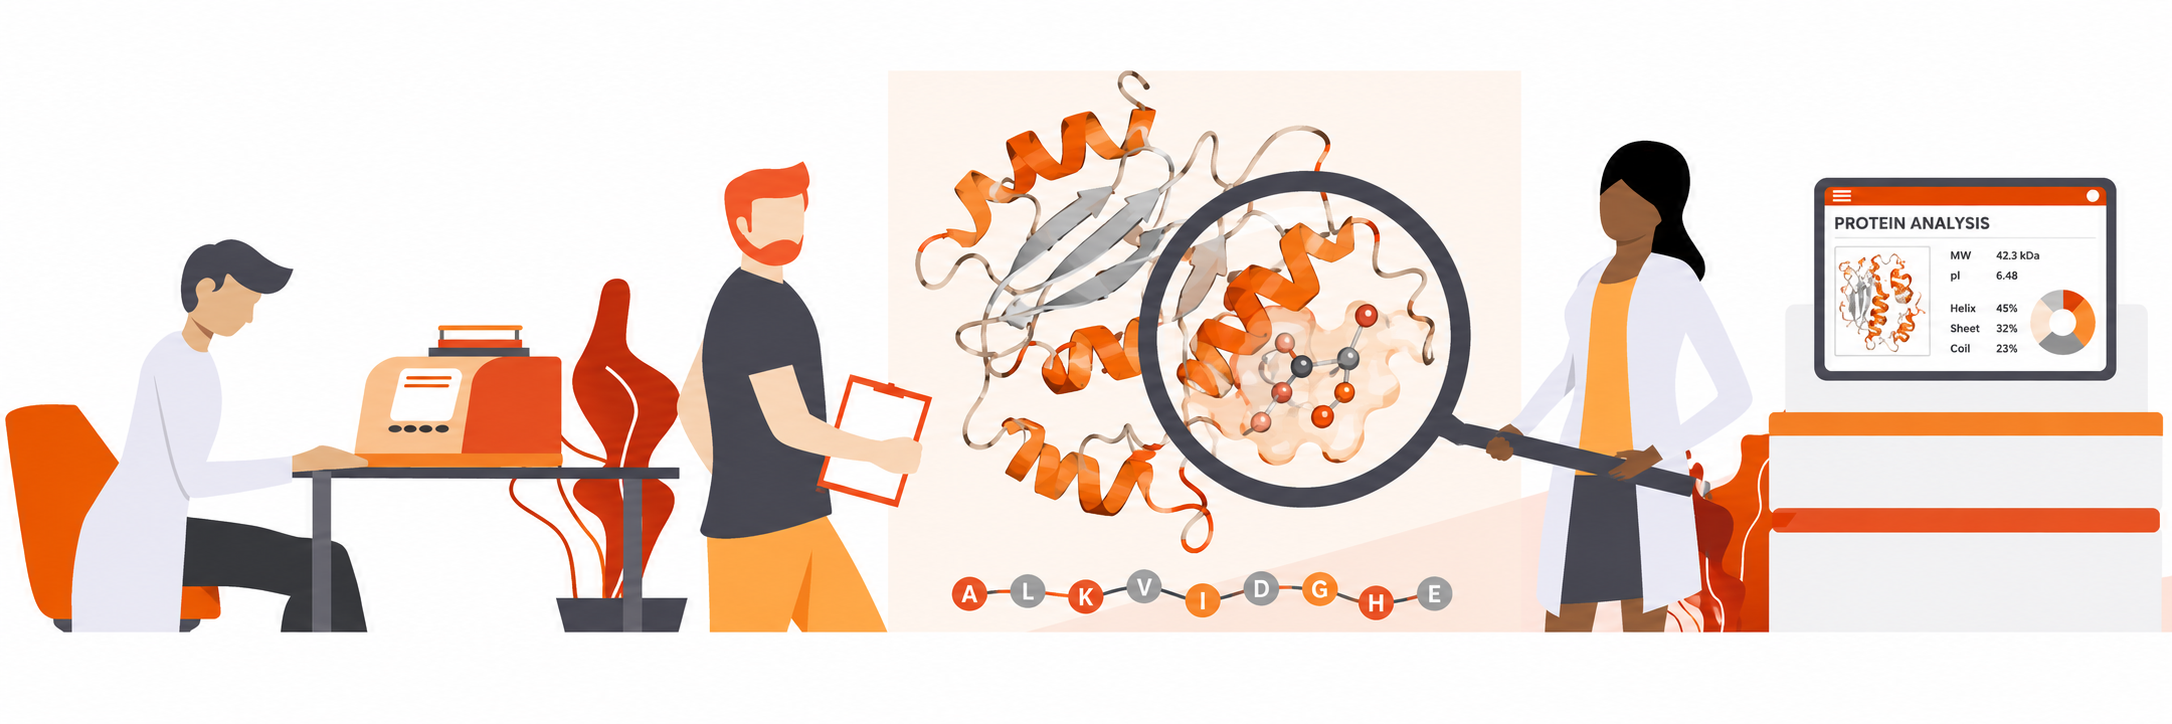 A L K V I D G H E
PROTEIN ANALYSIS
MW 42.3 kDa
pI 6.48
Helix 45%
Sheet 32%
Coil 23%